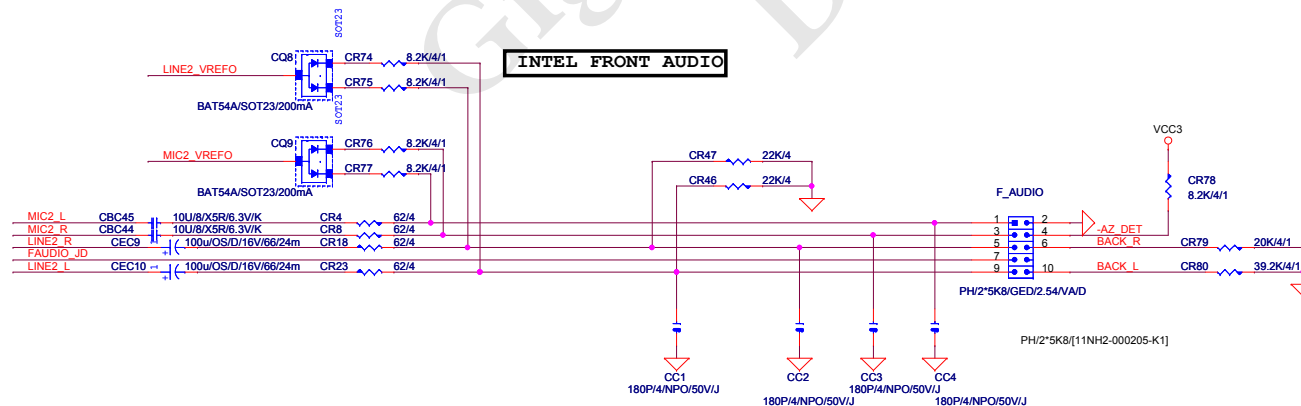 Gig
SOT23
INTEL FRONT AUDIO
CQ8
CR74
8.2K/4/1
LINE2_VREFO
CR75
8.2K/4/1
BAT54A/SOT23/200mA
SOT23
CQ9
CR76
8.2K/4/1
MIC2_VREFO
CR77
8.2K/4/1
BAT54A/SOT23/200mA
CR47
22K/4
CR46
22K/4
VCC3
CR78
8.2K/4/1
F_AUDIO
MIC2_L
CBC45
10U/8/X5R/6.3V/K
CR4
62/4
1
2
MIC2_R
CBC44
10U/8/X5R/6.3V/K
CR8
62/4
3
4
-AZ_DET
LINE2_R
CEC9
100u/OS/D/16V/66/24m
CR18
62/4
5
6
BACK_R
CR79
20K/4/1
FAUDIO_JD
7
LINE2_L
CEC10
1
100u/OS/D/16V/66/24m
CR23
62/4
9
10
BACK_L
CR80
39.2K/4/1
PH/2*5K8/GED/2.54/VA/D
PH/2*5K8/[11NH2-000205-K1]
CC1
180P/4/NPO/50V/J
CC2
180P/4/NPO/50V/J
CC3
180P/4/NPO/50V/J
CC4
180P/4/NPO/50V/J